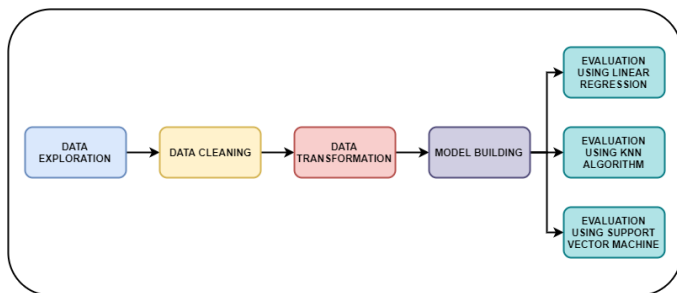 DATA
EXPLORATION
DATA CLEANING
DATA
TRANSFORMATION
MODEL BUILDING
EVALUATION
USING LINEAR
REGRESSION
EVALUATION
USING KNN
ALGORITHM
EVALUATION
USING SUPPORT
VECTOR MACHINE